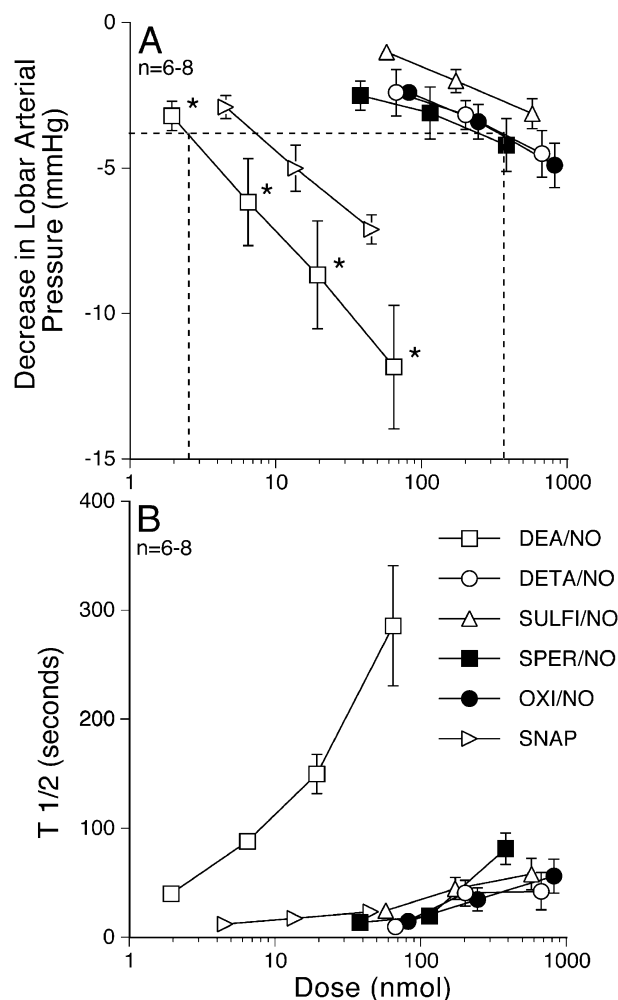 0
A
n=6-8
*
*
-5
*
-10
*
-15
1
10
100
1000
Decrease in Lobar Arterial
Pressure (mmHg)
400
B
n=6-8
DEA/NO
DETA/NO
300
SULFI/NO
SPER/NO
OXI/NO
200
SNAP
100
0
1
10
100
1000
T 1/2 (seconds)
Dose (nmol)